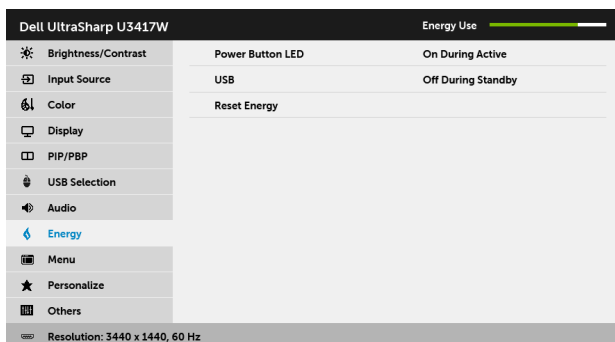 Dell UltraSharp U3417W Energy Use
Brightness/Contrast Power Button LED On During Active
Input Source USB Off During Standby
Color Reset Energy
Display
PIP/PBP
USB Selection
Audio
Energy
Menu
Personalize
Others
Resolution: 3440 x 1440, 60 Hz